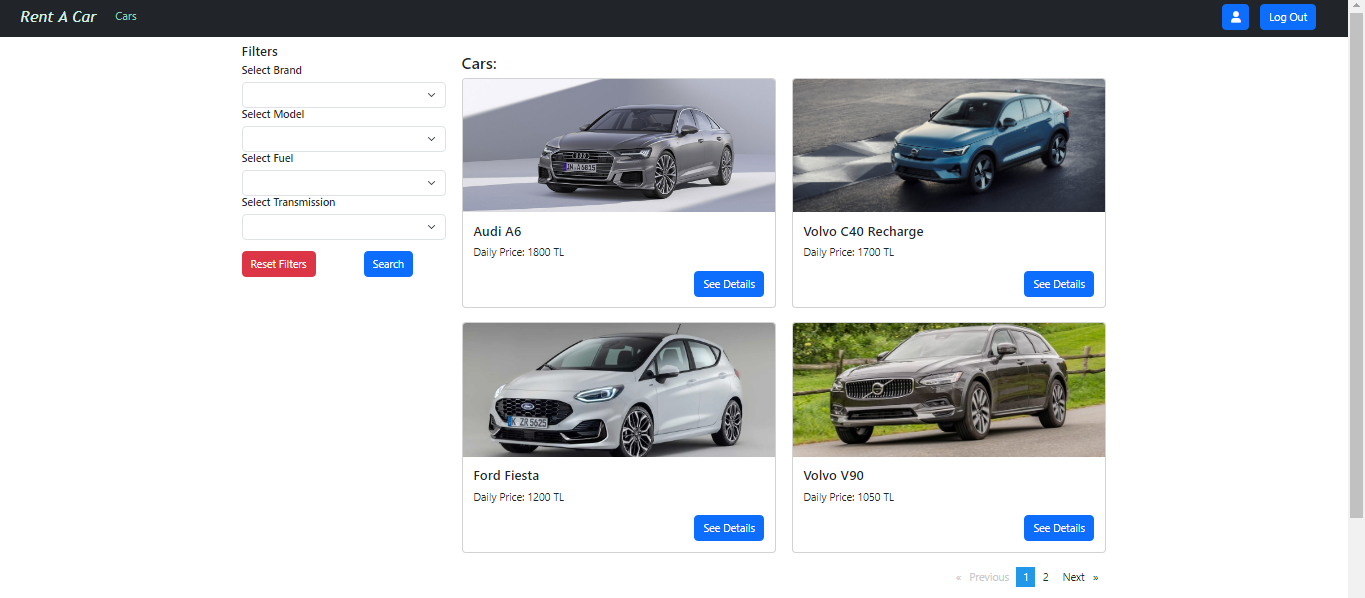 Rent A Car Cars Log Out
Filters
Select Brand
Select Model
Select Fuel
Select Transmission
Reset Filters Search
Cars:
Audi A6
Daily Price: 1800 TL
See Details
Volvo C40 Recharge
Daily Price: 1700 TL
See Details
K ZR 5625
Ford Fiesta
Daily Price: 1200 TL
See Details
Volvo V90
Daily Price: 1050 TL
See Details
« Previous 1 2 Next »